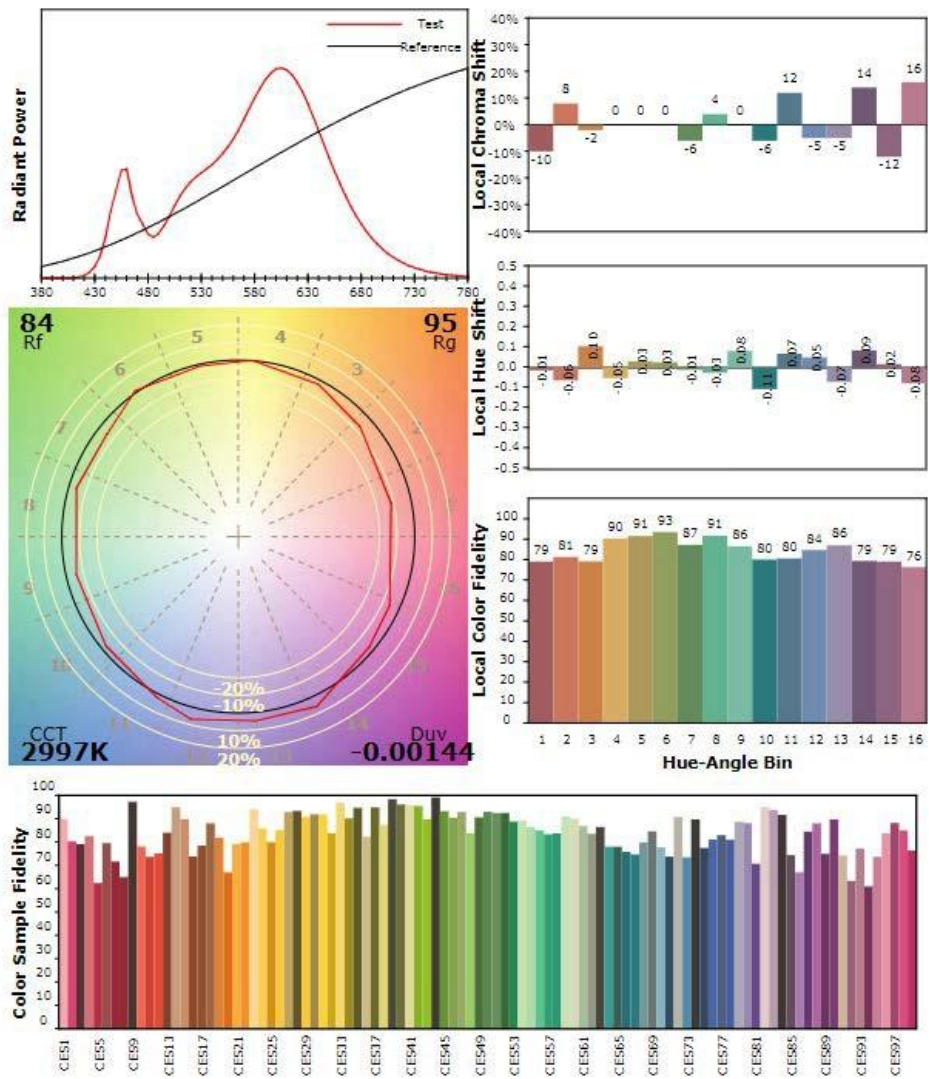 Test
Reference
Radiant Power
380 430 480 530 580 630 680 730 780
Local Chroma Shift
40%
30%
20%
10%
0%
-10%
-20%
-30%
-40%
-10 8 -2 0 0 0 -6 4 0 -6 12 -5 -5 14 -12 16
Local Hue Shift
0.5
0.4
0.3
0.2
0.1
0.0
-0.1
-0.2
-0.3
-0.4
-0.5
-0.01 -0.06 0.10 -0.05 0.03 0.03 -0.01 -0.03 0.08 -0.11 0.07 0.05 -0.07 0.09 0.02 -0.08
84
Rf
95
Rg
5 4
6 3
7 2
8
9
10
11 14
-20%
-10%
10%
20%
CCT
2997K
Duv
-0.00144
Local Color Fidelity
100
90
80
70
60
50
40
30
20
10
0
79 81 79 90 91 93 87 91 86 80 80 84 86 79 79 76
1 2 3 4 5 6 7 8 9 10 11 12 13 14 15 16
Hue-Angle Bin
Color Sample Fidelity
100
90
80
70
60
50
40
30
20
10
0
CES1 CES5 CES9 CES13 CES17 CES21 CES25 CES29 CES33 CES37 CES41 CES45 CES49 CES53 CES57 CES61 CES65 CES69 CES73 CES77 CES81 CES85 CES89 CES93 CES97